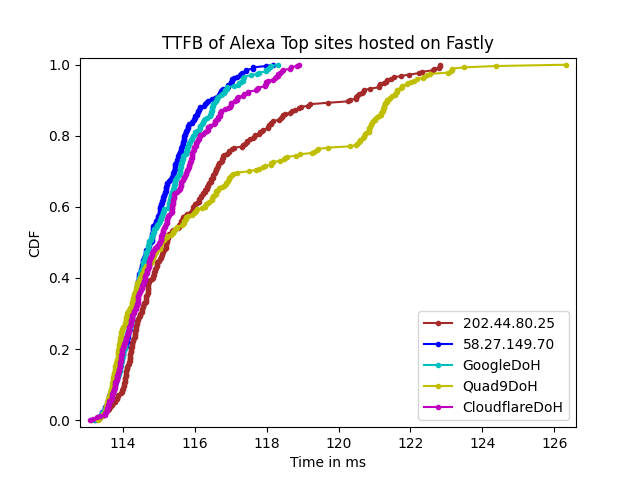 TTFB of Alexa Top sites hosted on Fastly
CDF
1.0
0.8
0.6
0.4
0.2
0.0
202.44.80.25
58.27.149.70
GoogleDoH
Quad9DoH
CloudflareDoH
114 116 118 120 122 124 126
Time in ms